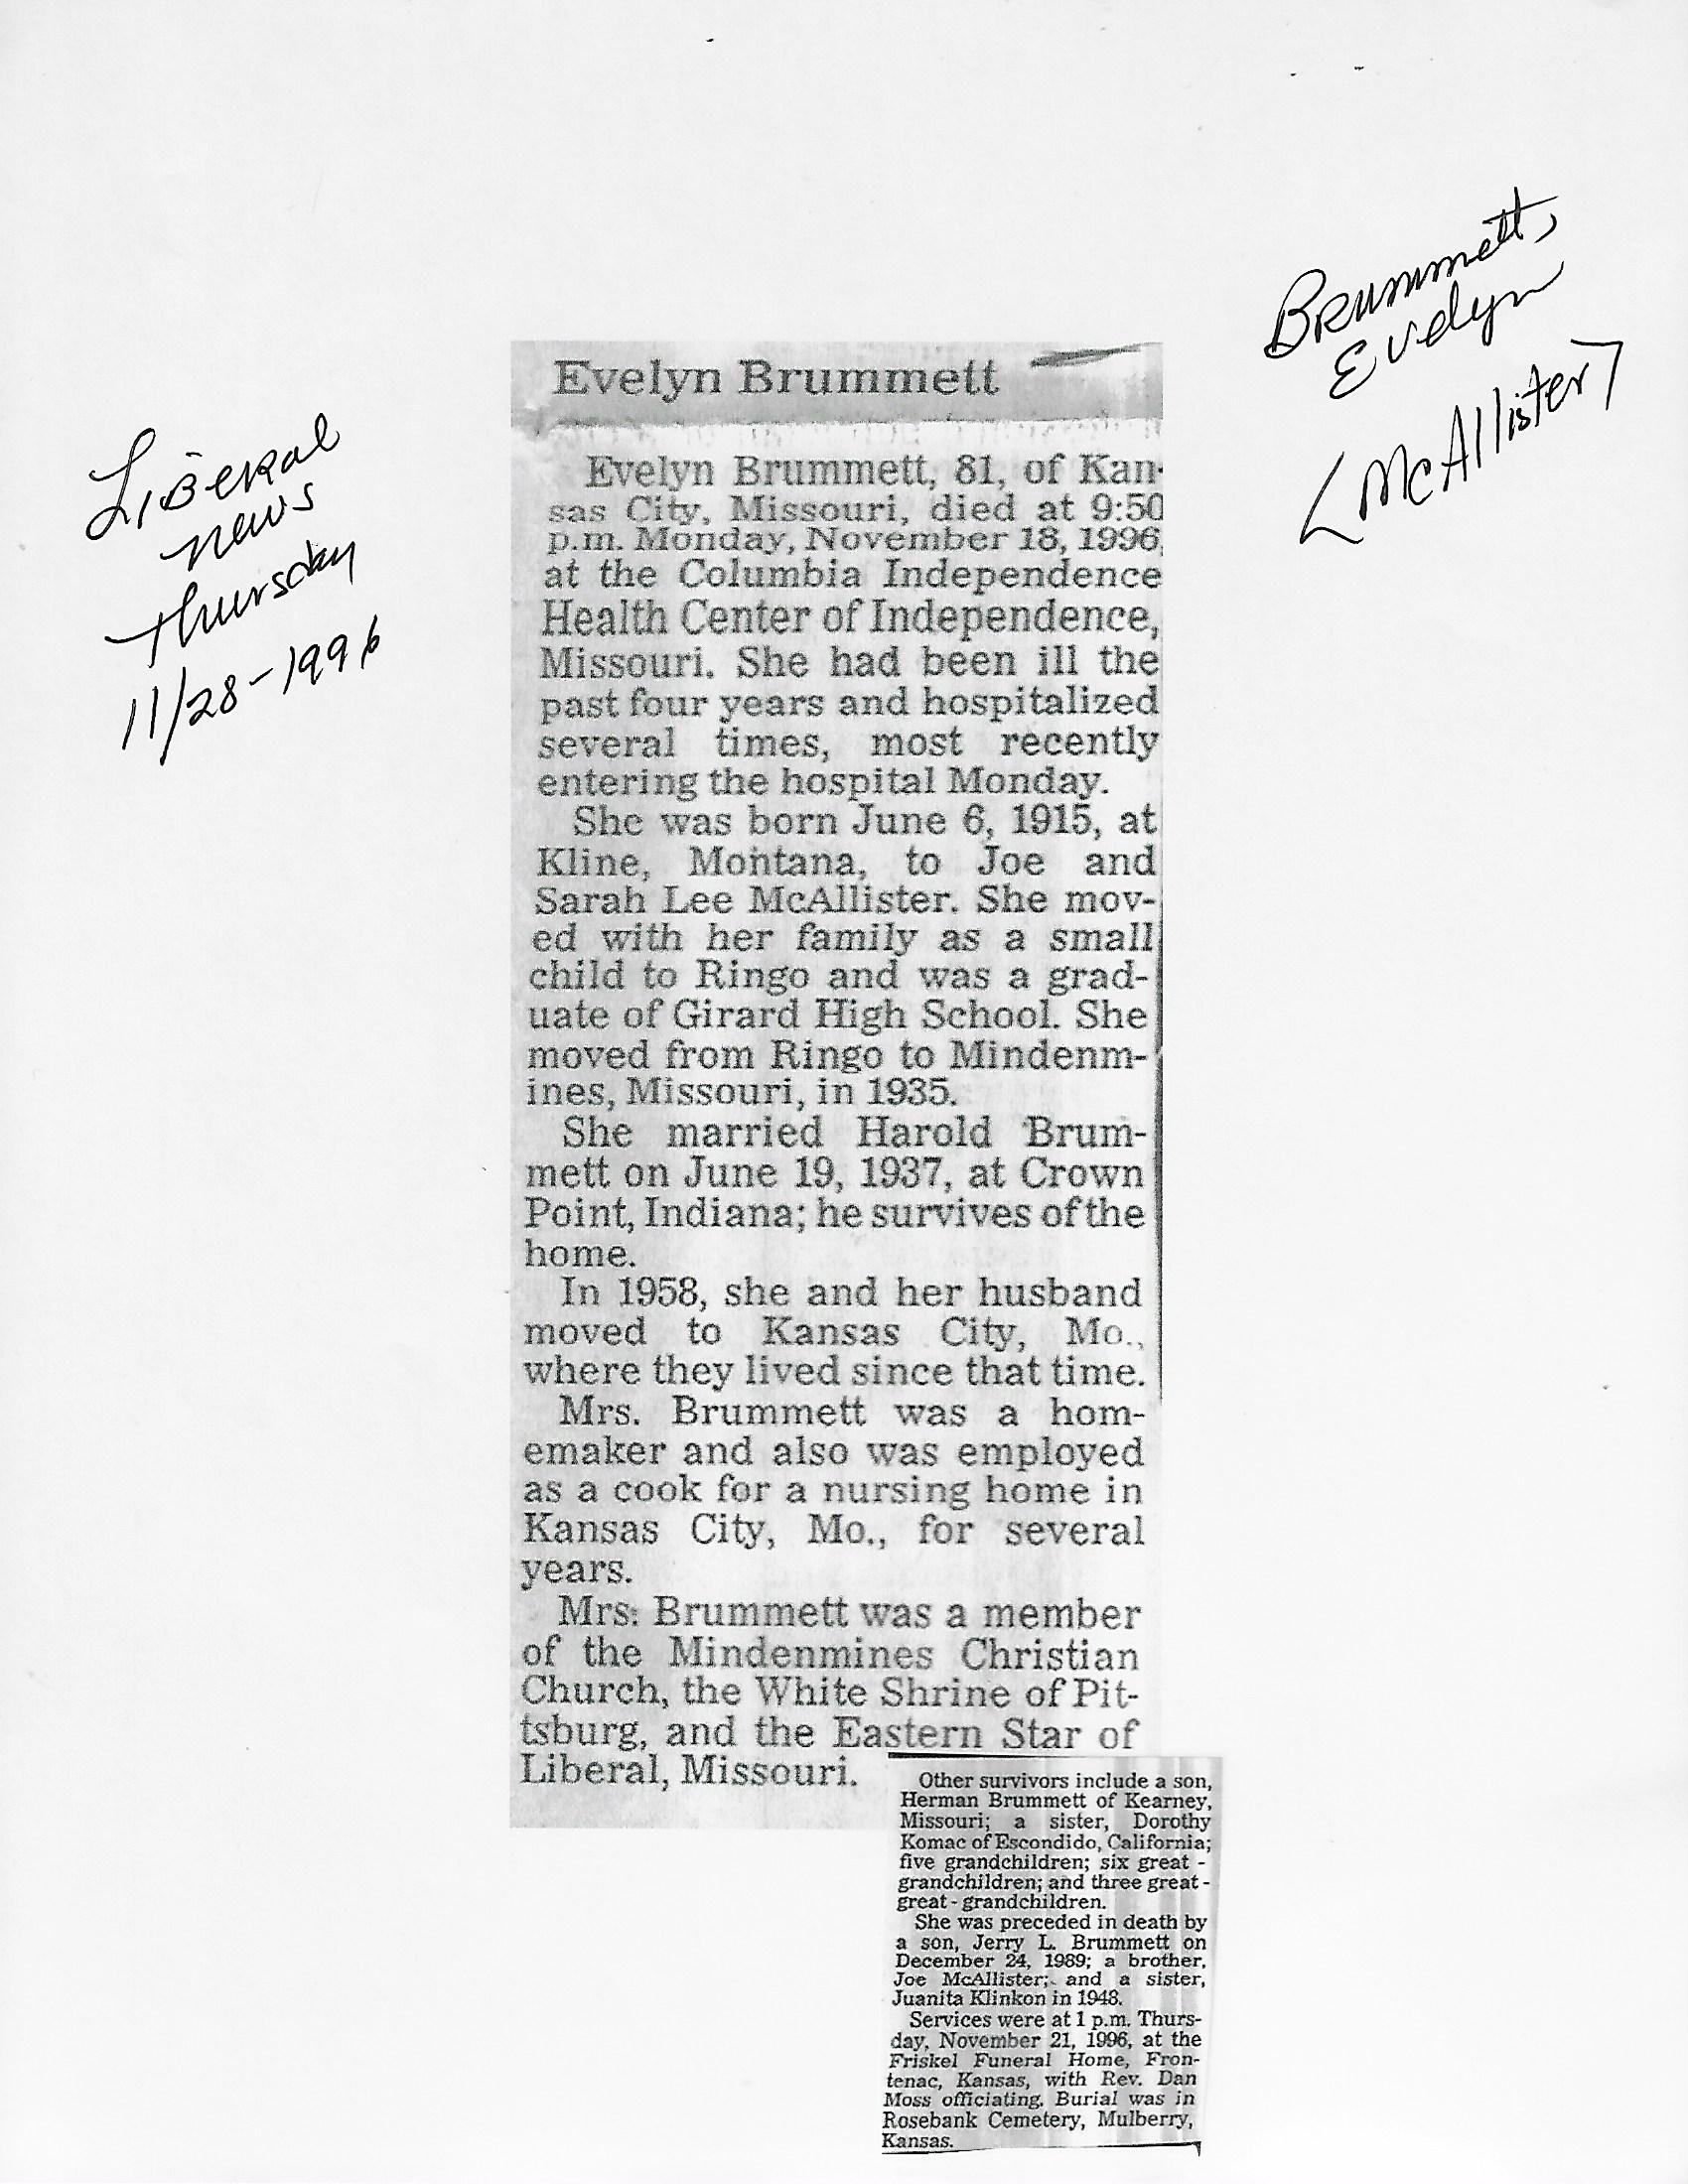 Brummett,
Evelyn
<McAllister>
Liberal
news
thursday
11/28-1996
Evelyn Brummett
Evelyn Brummett, 81, of Kan-
sas City, Missouri, died at 9:50
p.m. Monday, November 18, 1996,
at the Columbia Independence
Health Center of Independence,
Missouri. She had been ill the
past four years and hospitalized
several times, most recently
entering the hospital Monday.
She was born June 6, 1915, at
Kline, Montana, to Joe and
Sarah Lee McAllister. She mov-
ed with her family as a small
child to Ringo and was a grad-
uate of Girard High School. She
moved from Ringo to Mindenm-
ines, Missouri, in 1935.
She married Harold Brum-
mett on June 19, 1937, at Crown
Point, Indiana; he survives of the
home.
In 1958, she and her husband
moved to Kansas City, Mo.,
where they lived since that time.
Mrs. Brummett was a hom-
emaker and also was employed
as a cook for a nursing home in
Kansas City, Mo., for several
years.
Mrs. Brummett was a member
of the Mindenmines Christian
Church, the White Shrine of Pit-
tsburg, and the Eastern Star of
Liberal, Missouri.
Other survivors include a son,
Herman Brummett of Kearney,
Missouri; a sister, Dorothy
Komac of Escondido, California;
five grandchildren; six great -
grandchildren; and three great -
great - grandchildren.
She was preceded in death by
a son, Jerry L. Brummett on
December 24, 1989; a brother,
Joe McAllister; and a sister,
Juanita Klinkon in 1948.
Services were at 1 p.m. Thurs-
day, November 21, 1996, at the
Friskel Funeral Home, Fron-
tenac, Kansas, with Rev. Dan
Moss officiating. Burial was in
Rosebank Cemetery, Mulberry,
Kansas.